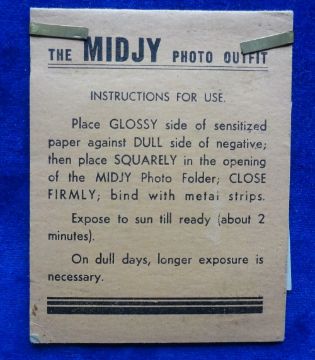 THE MIDJY PHOTO OUTFIT
INSTRUCTIONS FOR USE.
Place GLOSSY side of sensitized
paper against DULL side of negative;
then place SQUARELY in the opening
of the MIDJY Photo Folder; CLOSE
FIRMLY; bind with metal strips.
Expose to sun till ready (about 2
minutes).
On dull days, longer exposure is
necessary.